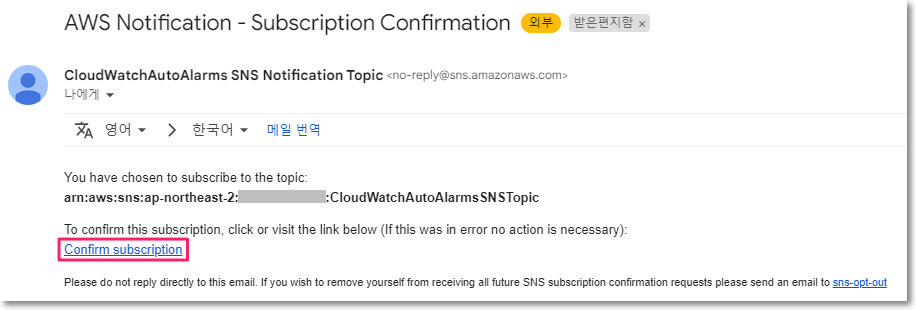 AWS Notification - Subscription Confirmation 외부 받은편지함 ×
CloudWatchAutoAlarms SNS Notification Topic <no-reply@sns.amazonaws.com>
나에게
영어 한국어 메일 번역
You have chosen to subscribe to the topic:
arn:aws:sns:ap-northeast-2: :CloudWatchAutoAlarmsSNSTopic
To confirm this subscription, click or visit the link below (If this was in error no action is necessary):
Confirm subscription
Please do not reply directly to this email. If you wish to remove yourself from receiving all future SNS subscription confirmation requests please send an email to sns-opt-out